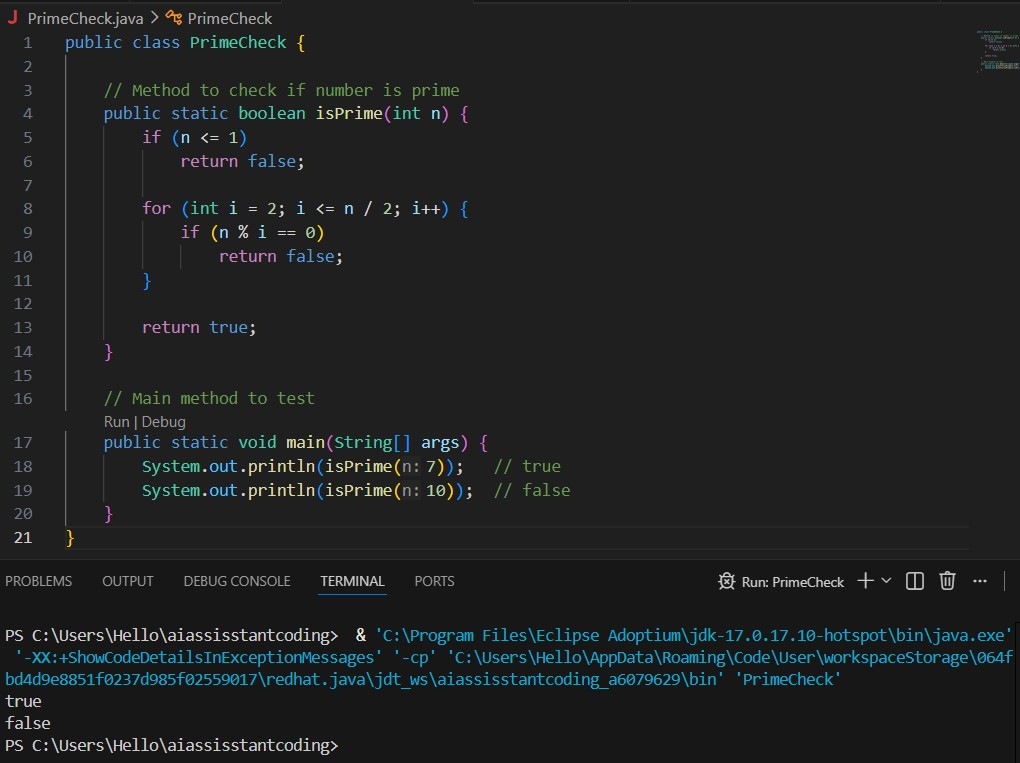 PrimeCheck.java > PrimeCheck
1 public class PrimeCheck {
2
3     // Method to check if number is prime
4     public static boolean isPrime(int n) {
5         if (n <= 1)
6             return false;
7
8         for (int i = 2; i <= n / 2; i++) {
9             if (n % i == 0)
10                 return false;
11         }
12
13         return true;
14     }
15
16     // Main method to test
Run | Debug
17     public static void main(String[] args) {
18         System.out.println(isPrime(n: 7));   // true
19         System.out.println(isPrime(n: 10));  // false
20     }
21 }
PROBLEMS OUTPUT DEBUG CONSOLE TERMINAL PORTS Run: PrimeCheck
PS C:\Users\Hello\aiassisstantcoding>  & 'C:\Program Files\Eclipse Adoptium\jdk-17.0.17.10-hotspot\bin\java.exe'
 '-XX:+ShowCodeDetailsInExceptionMessages' '-cp' 'C:\Users\Hello\AppData\Roaming\Code\User\workspaceStorage\064f
bd4d9e8851f0237d985f02559017\redhat.java\jdt_ws\aiassisstantcoding_a6079629\bin' 'PrimeCheck'
true
false
PS C:\Users\Hello\aiassisstantcoding>